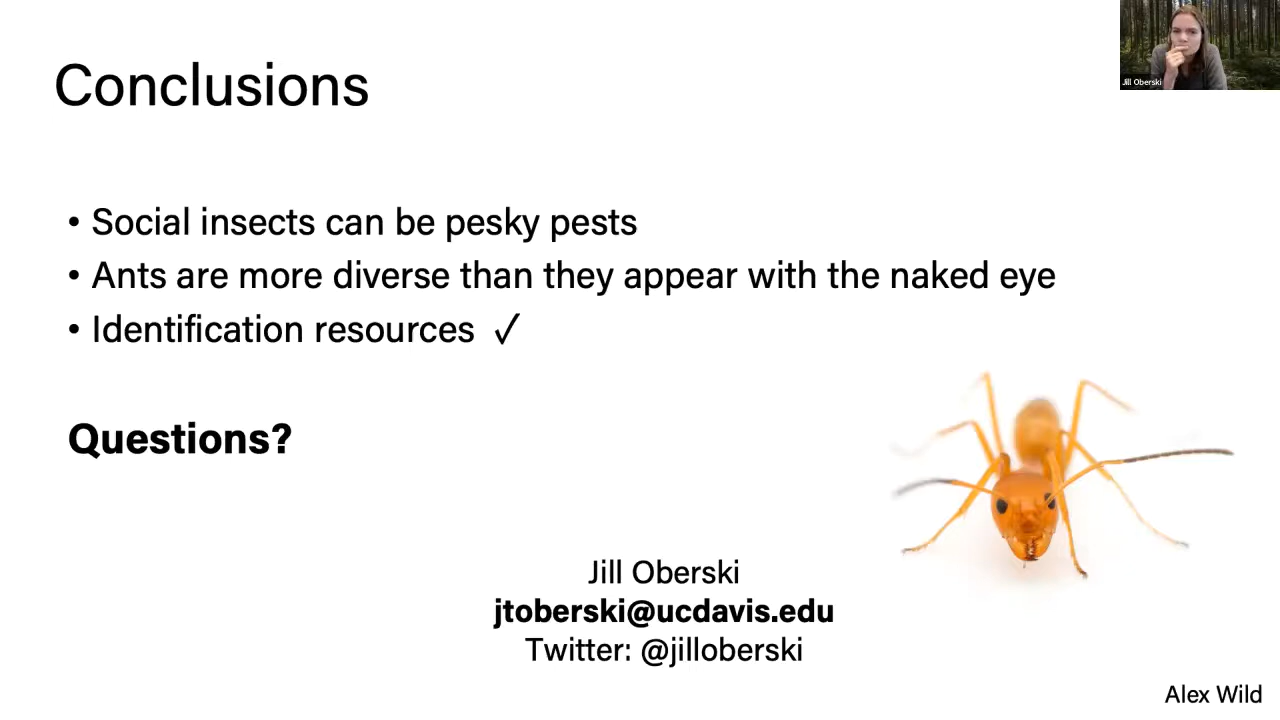 Jill Oberski
Conclusions
• Social insects can be pesky pests
• Ants are more diverse than they appear with the naked eye
• Identification resources ✓
Questions?
Jill Oberski
jtoberski@ucdavis.edu
Twitter: @jilloberski
Alex Wild